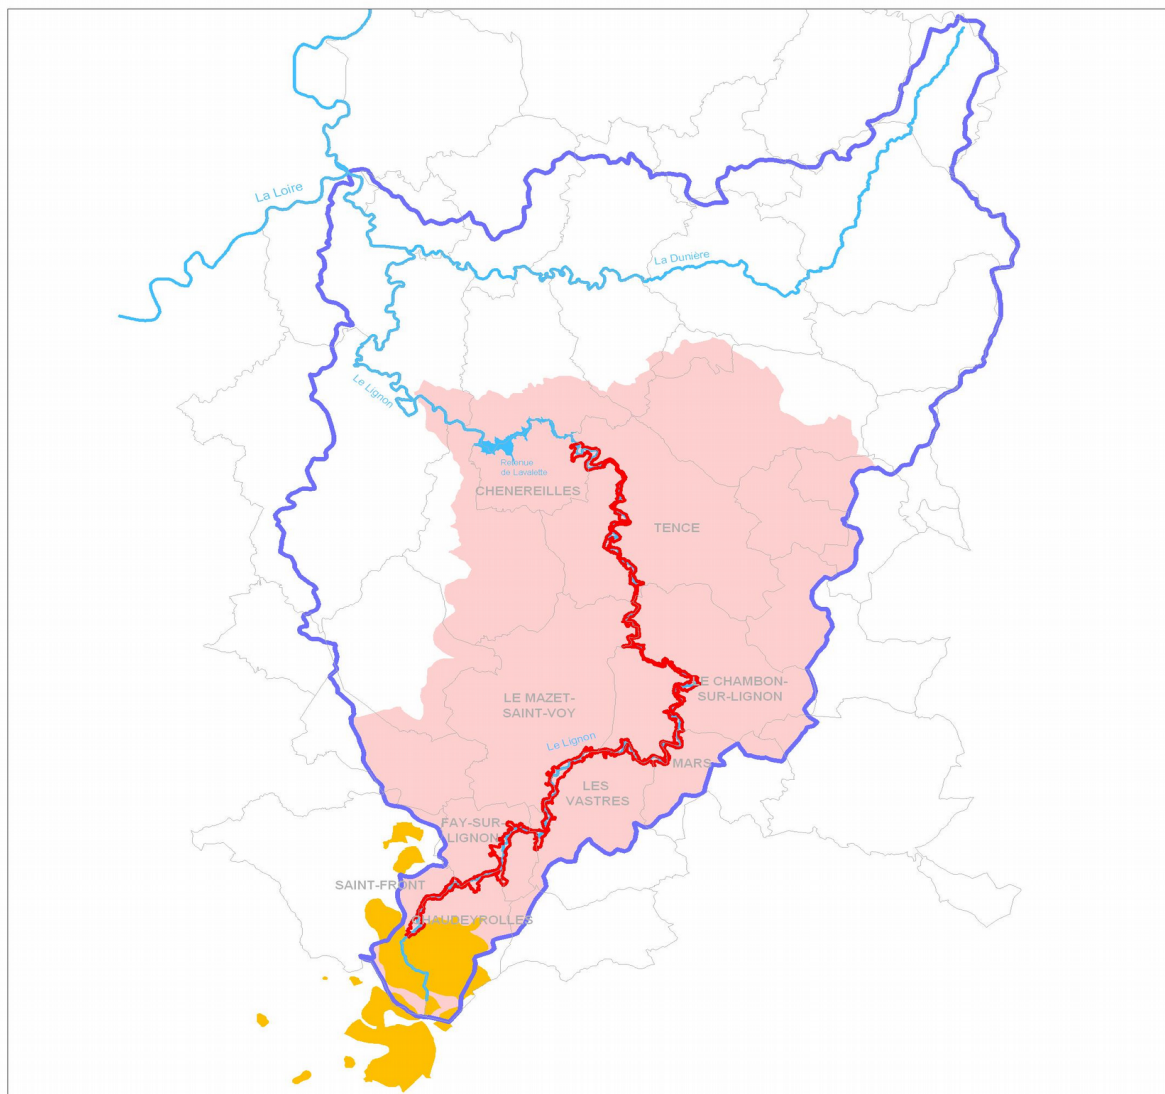 La Loire
La Dunière
Le Lignon
Retenue
de Lavalette
CHENEREILLES
TENCE
LE CHAMBON-
SUR-LIGNON
LE MAZET-
SAINT-VOY
Le Lignon
MARS
LES
VASTRES
FAY-SUR-
LIGNON
SAINT-FRONT
CHAUDEYROLLES